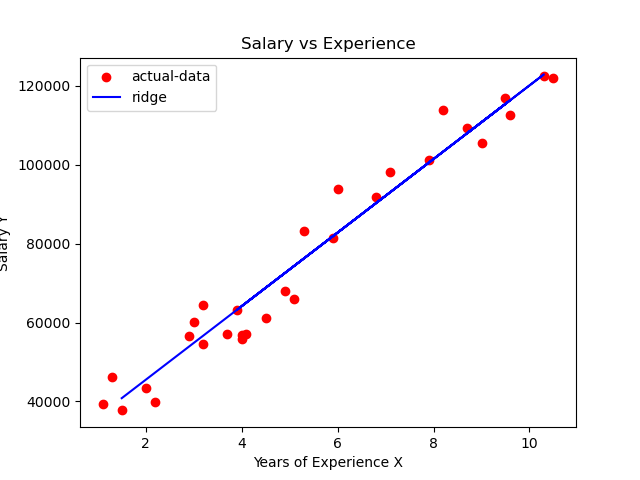 Salary vs Experience
actual-data
ridge
120000
100000
80000
60000
40000
Salary Y
2 4 6 8 10
Years of Experience X